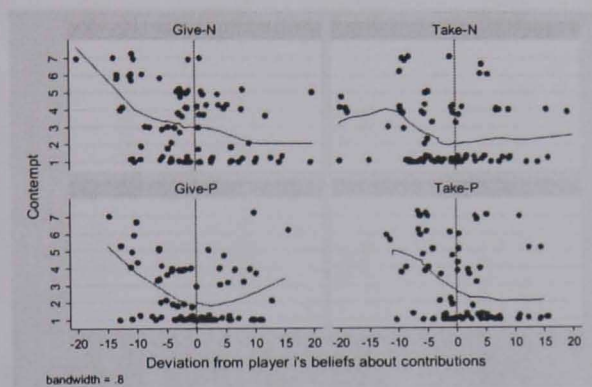 Give-N Take-N
7
6
5
4
3
2
1
Give-P Take-P
7
6
5
4
3
2
1
Contempt
-20 -15 -10 -5 0 5 10 15 20 -20 -15 -10 -5 0 5 10 15 20
Deviation from player i's beliefs about contributions
bandwidth = .8